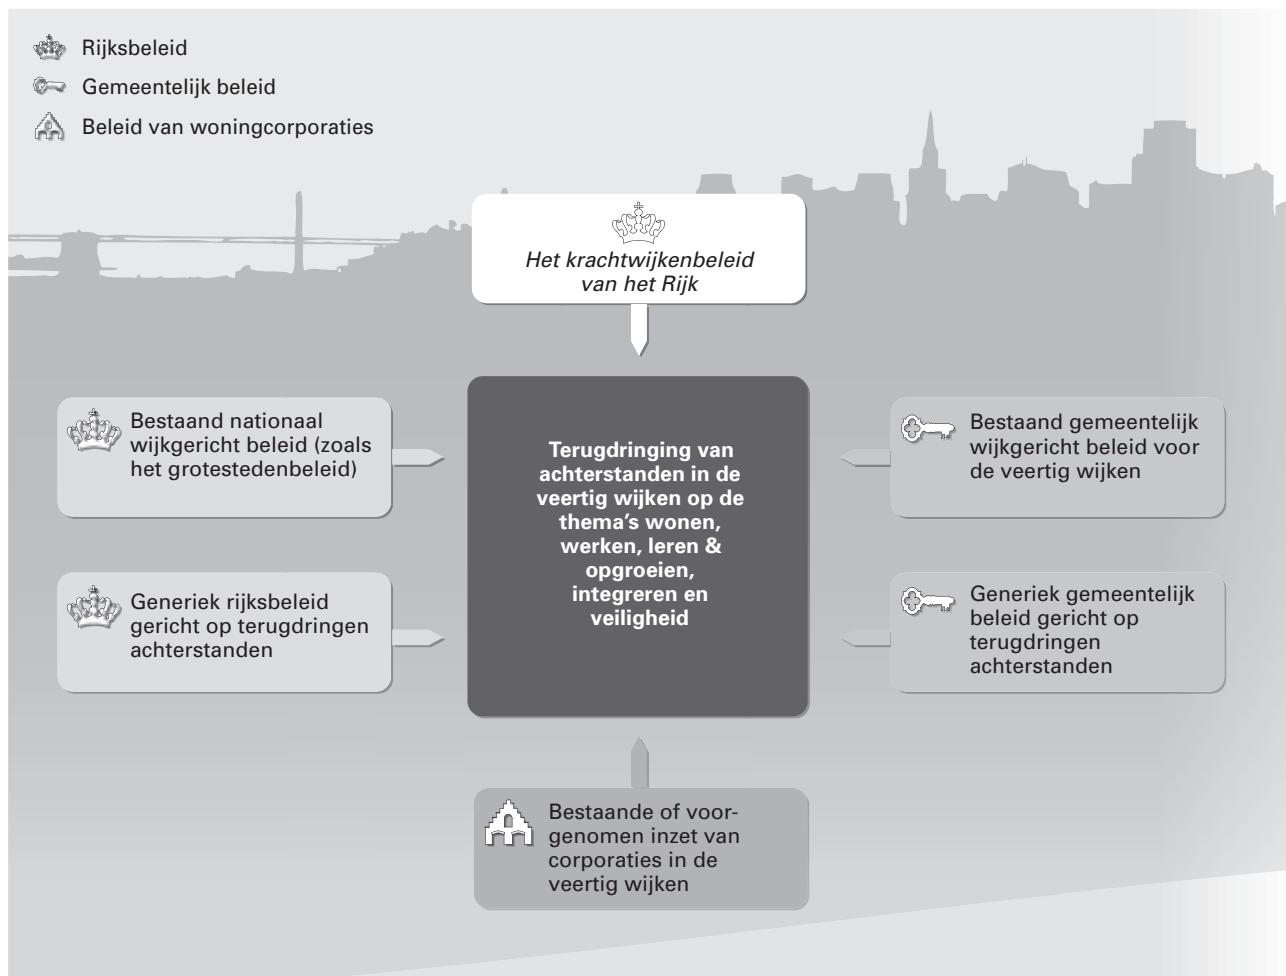 Rijksbeleid
Gemeentelijk beleid
Beleid van woningcorporaties
Het krachtwijkenbeleid
van het Rijk
Bestaand nationaal
wijkgericht beleid (zoals
het grotestedenbeleid)
Generiek rijksbeleid
gericht op terugdringen
achterstanden
Terugdringing van
achterstanden in de
veertig wijken op de
thema's wonen,
werken, leren &
opgroeien,
integreren en
veiligheid
Bestaand gemeentelijk
wijkgericht beleid voor
de veertig wijken
Generiek gemeentelijk
beleid gericht op
terugdringen
achterstanden
Bestaande of voor-
genomen inzet van
corporaties in de
veertig wijken